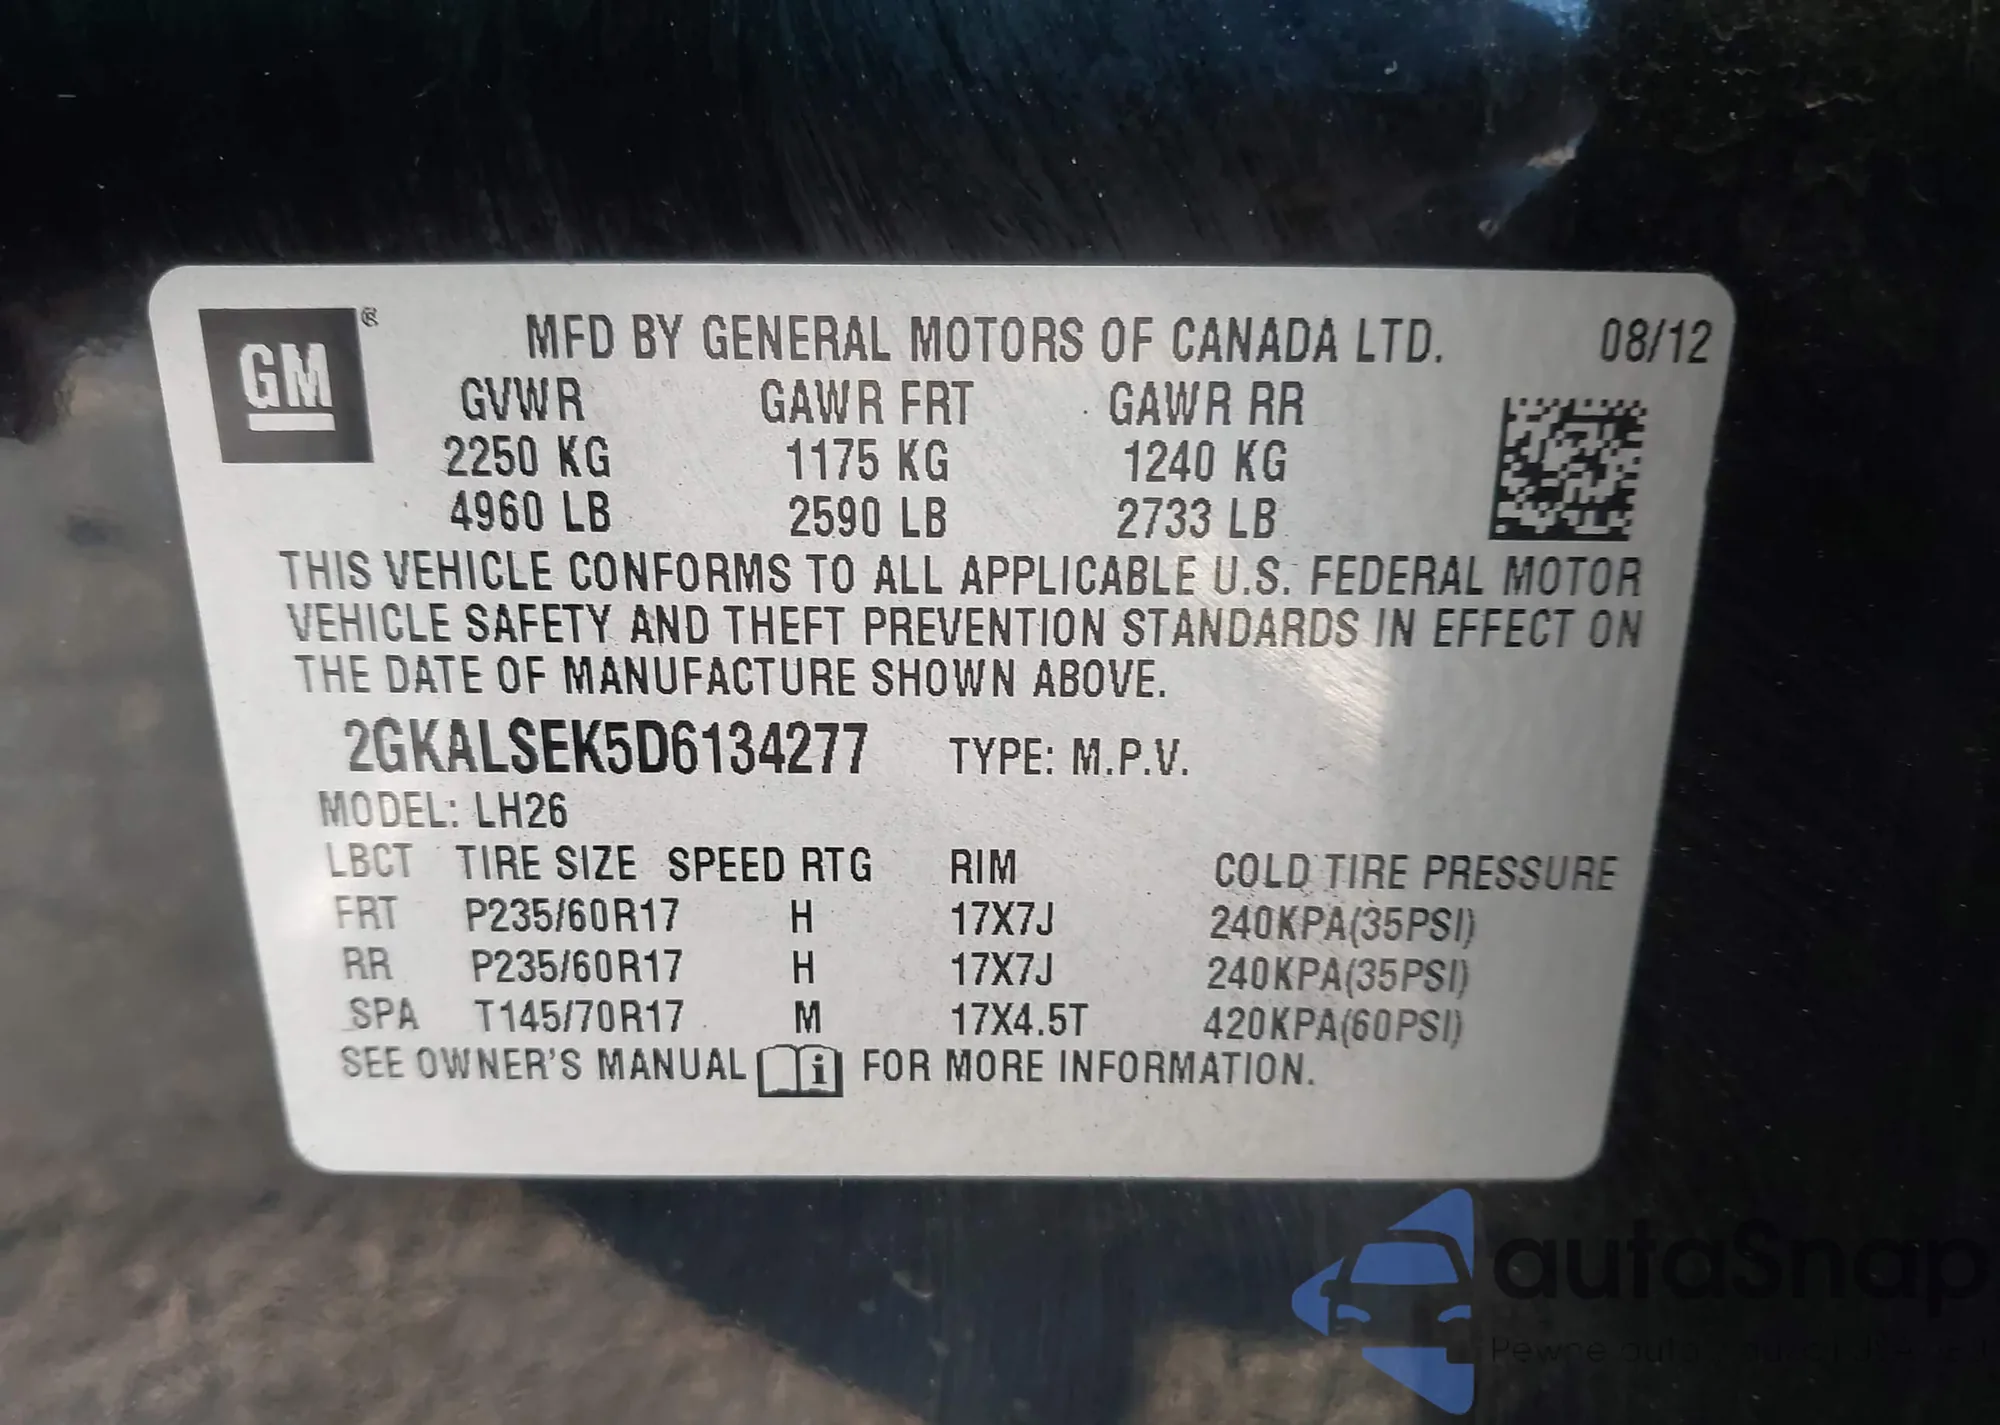 GM ®
MFD BY GENERAL MOTORS OF CANADA LTD. 08/12
GVWR GAWR FRT GAWR RR
2250 KG 1175 KG 1240 KG
4960 LB 2590 LB 2733 LB
THIS VEHICLE CONFORMS TO ALL APPLICABLE U.S. FEDERAL MOTOR
VEHICLE SAFETY AND THEFT PREVENTION STANDARDS IN EFFECT ON
THE DATE OF MANUFACTURE SHOWN ABOVE.
2GKALSEK5D6134277 TYPE: M.P.V.
MODEL: LH26
LBCT TIRE SIZE SPEED RTG RIM COLD TIRE PRESSURE
FRT P235/60R17 H 17X7J 240KPA(35PSI)
RR P235/60R17 H 17X7J 240KPA(35PSI)
SPA T145/70R17 M 17X4.5T 420KPA(60PSI)
SEE OWNER'S MANUAL i FOR MORE INFORMATION.
autaSnap
Pewne auta